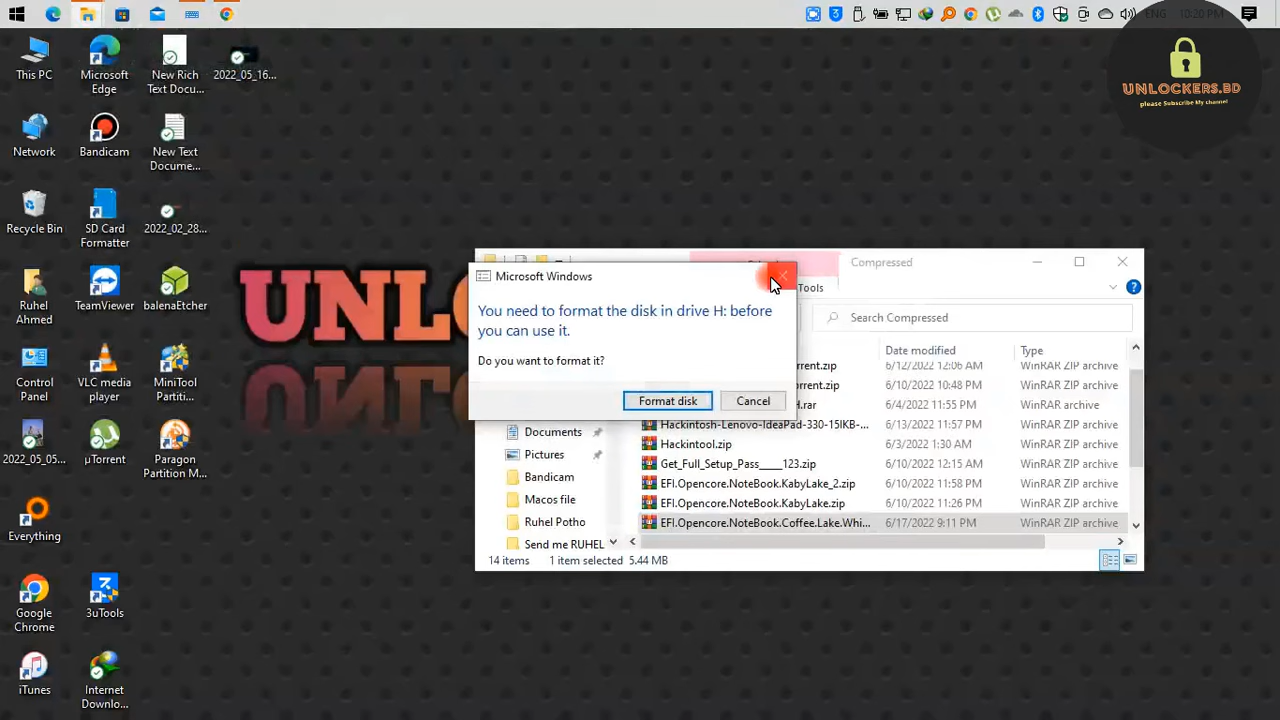 ENG 10:20 PM
UNLOCKERS.BD
please Subscribe My channel
This PC
Microsoft
Edge
New Rich
Text Docu...
2022_05_16...
Network
Bandicam
New Text
Docume...
Recycle Bin
SD Card
Formatter
2022_02_28...
Ruhel
Ahmed
TeamViewer
balenaEtcher
Control
Panel
VLC media
player
MiniTool
Partiti...
2022_05_05...
µTorrent
Paragon
Partition M...
Everything
Google
Chrome
3uTools
iTunes
Internet
Downlo...
UNLO
Compressed
Tools
Search Compressed
Microsoft Windows
You need to format the disk in drive H: before
you can use it.
Do you want to format it?
Format disk
Cancel
Date modified
Type
orrent.zip 6/12/2022 12:06 AM WinRAR ZIP archive
orrent.zip 6/10/2022 10:48 PM WinRAR ZIP archive
H.rar 6/4/2022 11:55 PM WinRAR archive
Hackintosh-Lenovo-IdeaPad-330-15IKB-... 6/13/2022 11:57 PM WinRAR ZIP archive
Hackintool.zip 6/3/2022 1:30 AM WinRAR ZIP archive
Get_Full_Setup_Pass____123.zip 6/10/2022 12:15 AM WinRAR ZIP archive
EFI.Opencore.NoteBook.KabyLake_2.zip 6/10/2022 11:58 PM WinRAR ZIP archive
EFI.Opencore.NoteBook.KabyLake.zip 6/10/2022 11:26 PM WinRAR ZIP archive
EFI.Opencore.NoteBook.Coffee.Lake.Whi... 6/17/2022 9:11 PM WinRAR ZIP archive
Documents
Pictures
Bandicam
Macos file
Ruhel Potho
Send me RUHEL
14 items 1 item selected 5.44 MB